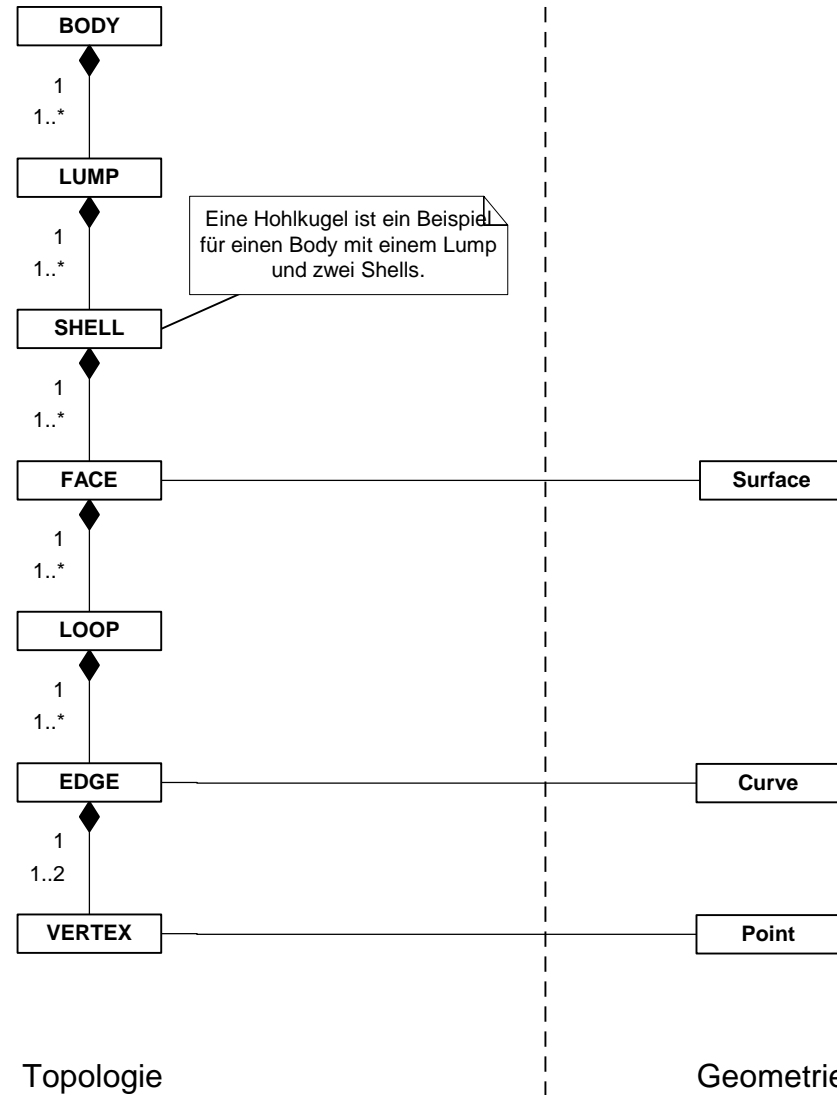 BODY
1
1..*
LUMP
Eine Hohlkugel ist ein Beispiel
für einen Body mit einem Lump
und zwei Shells.
1
1..*
SHELL
1
1..*
FACE
Surface
1
1..*
LOOP
1
1..*
EDGE
Curve
1
1..2
VERTEX
Point
Topologie
Geometrie